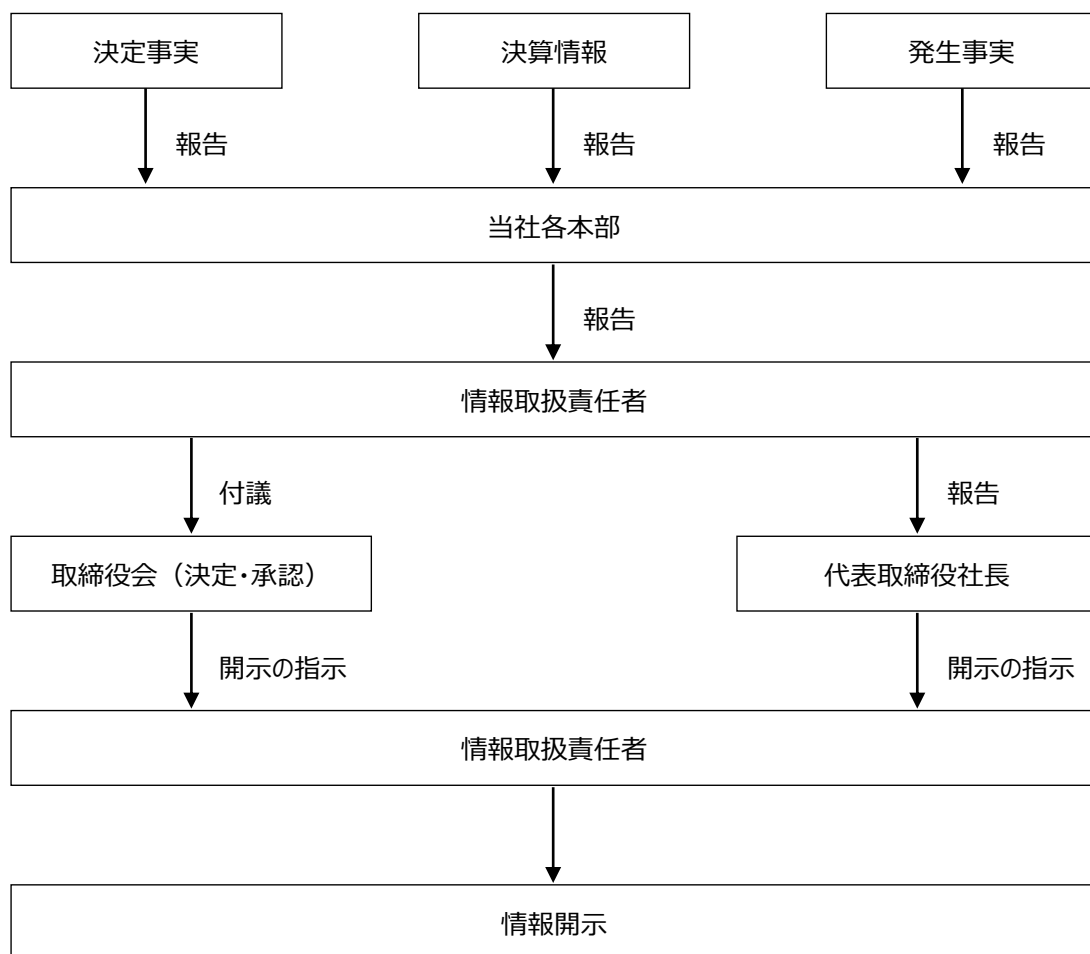 決定事実
決算情報
発生事実
報告
報告
報告
当社各本部
報告
情報取扱責任者
付議
報告
取締役会（決定・承認）
代表取締役社長
開示の指示
開示の指示
情報取扱責任者
情報開示